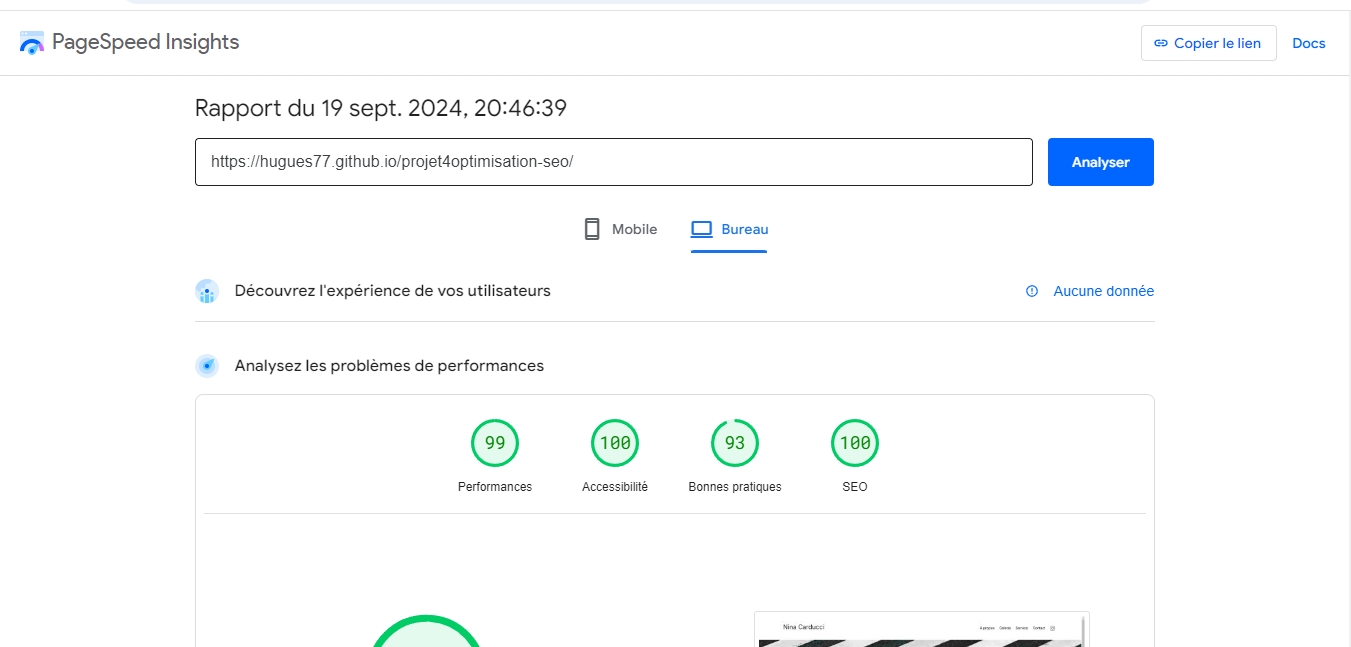 PageSpeed Insights
Copier le lien
Docs
Rapport du 19 sept. 2024, 20:46:39
https://hugues77.github.io/projet4optimisation-seo/
Analyser
Mobile
Bureau
Découvrez l'expérience de vos utilisateurs
Aucune donnée
Analysez les problèmes de performances
99 100 93 100
Performances Accessibilité Bonnes pratiques SEO
Nina Carducci
À propos Galerie Service Contact